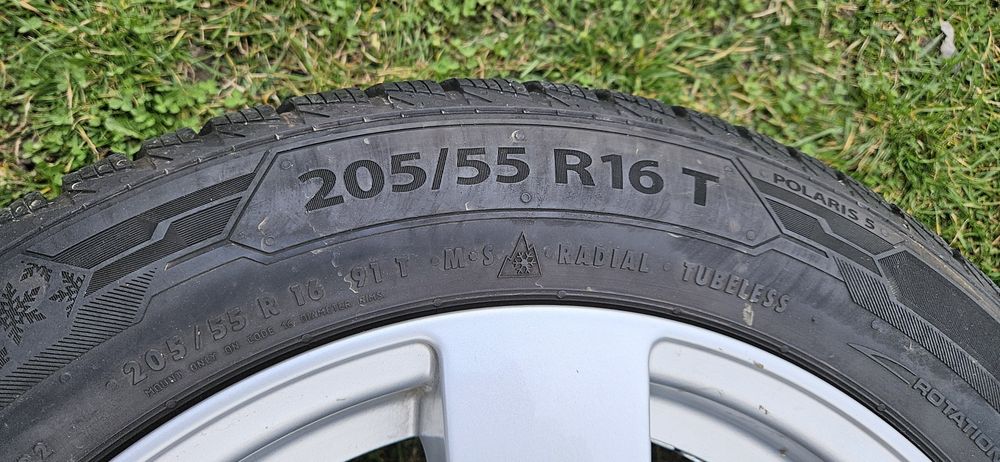 205/55 R16 T
POLARIS 5
205/55 R 16 91 T · M·S RADIAL · TUBELESS
MOUNT ONLY ON CODE 16 DIAMETER RIMS.
ROTATION